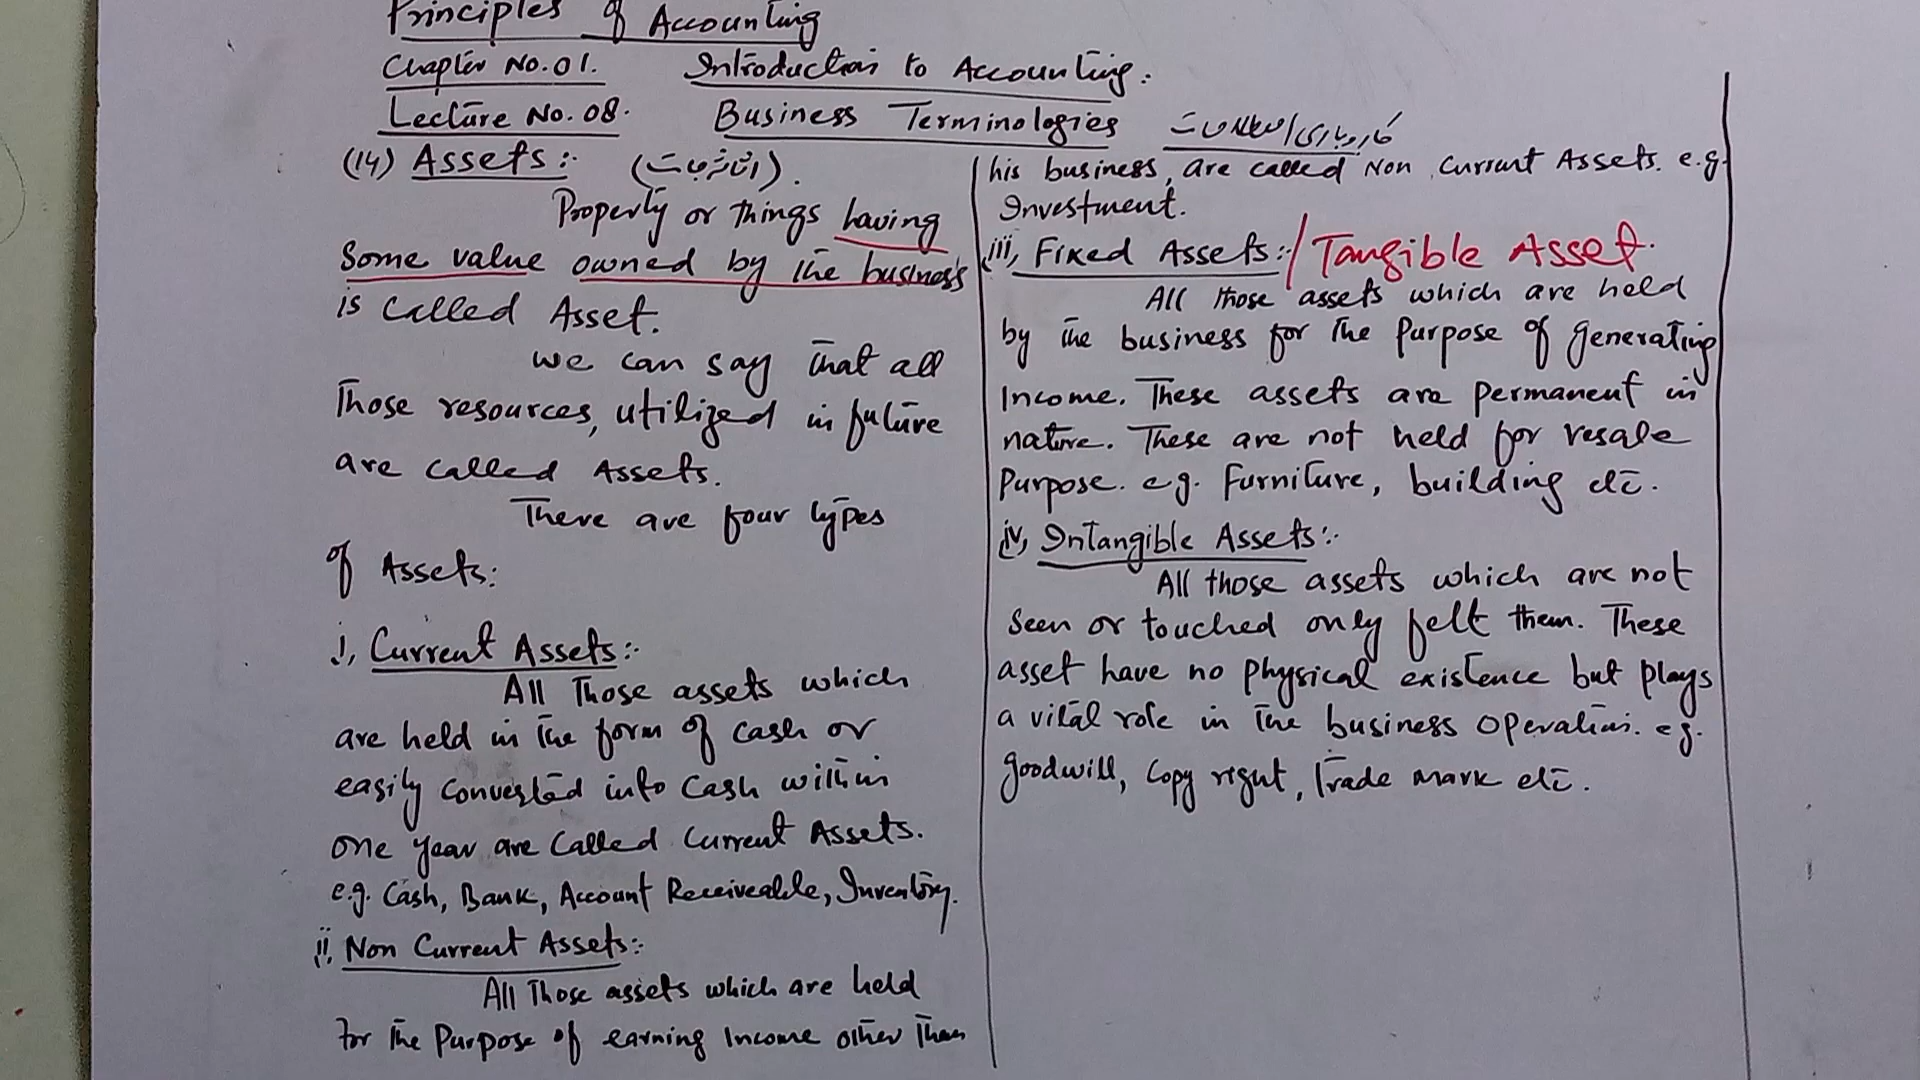 Principles of Accounting
Chapter No.01. Introduction to Accounting.
Lecture No.08. Business Terminologies کاروباری اصطلاحات
(14) Assets:- (اثاثہ جات).
Property or things having
Some value owned by the business
is called Asset.
we can say that all
Those resources, utilized in future
are called Assets.
There are four types
of Assets:
i, Current Assets:-
All Those assets which
are held in the form of cash or
easily converted into cash within
one year are called current Assets.
e.g. Cash, Bank, Account Receiveable, Inventory.
ii, Non Current Assets:-
All Those assets which are held
for the Purpose of earning Income other Than
his business, are called Non Current Assets. e.g.
Investment.
iii, Fixed Assets:-/Tangible Asset.
All those assets which are held
by the business for the Purpose of generating
Income. These assets are permanent in
nature. These are not held for resale
Purpose. e.g. Furniture, building etc.
iv, Intangible Assets:-
All those assets which are not
Seen or touched only felt them. These
asset have no physical existence but plays
a vital role in the business operations. e.g.
goodwill, Copy right, Trade mark etc.